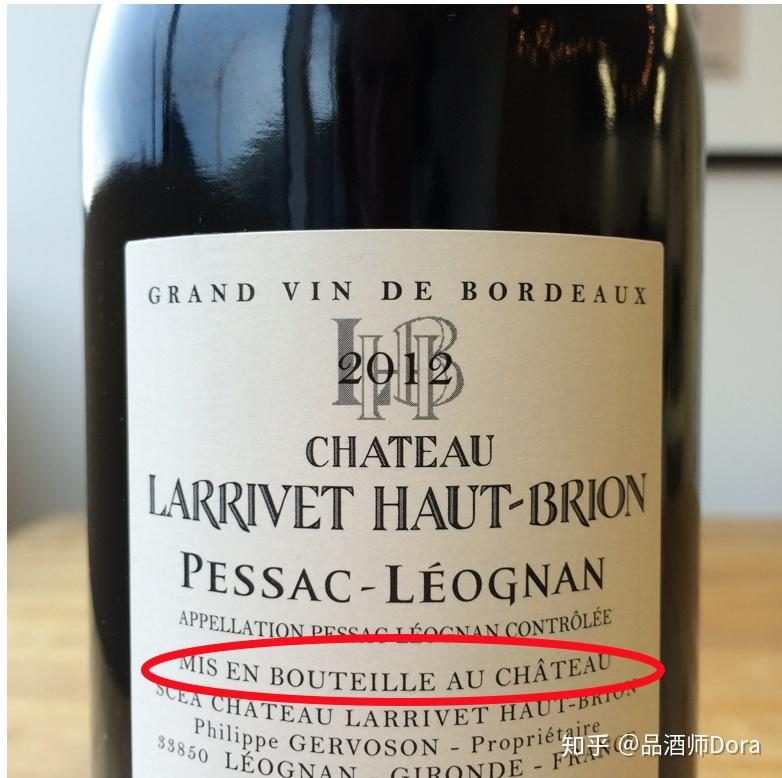 GRAND VIN DE BORDEAUX
LHB
2012
CHATEAU
LARRIVET HAUT-BRION
PESSAC-LÉOGNAN
APPELLATION PESSAC-LÉOGNAN CONTRÔLÉE
MIS EN BOUTEILLE AU CHÂTEAU
SCEA CHATEAU LARRIVET HAUT-BRION
Philippe GERVOSON - Propriétaire
33850 LÉOGNAN - GIRONDE -
知乎 @品酒师Dora